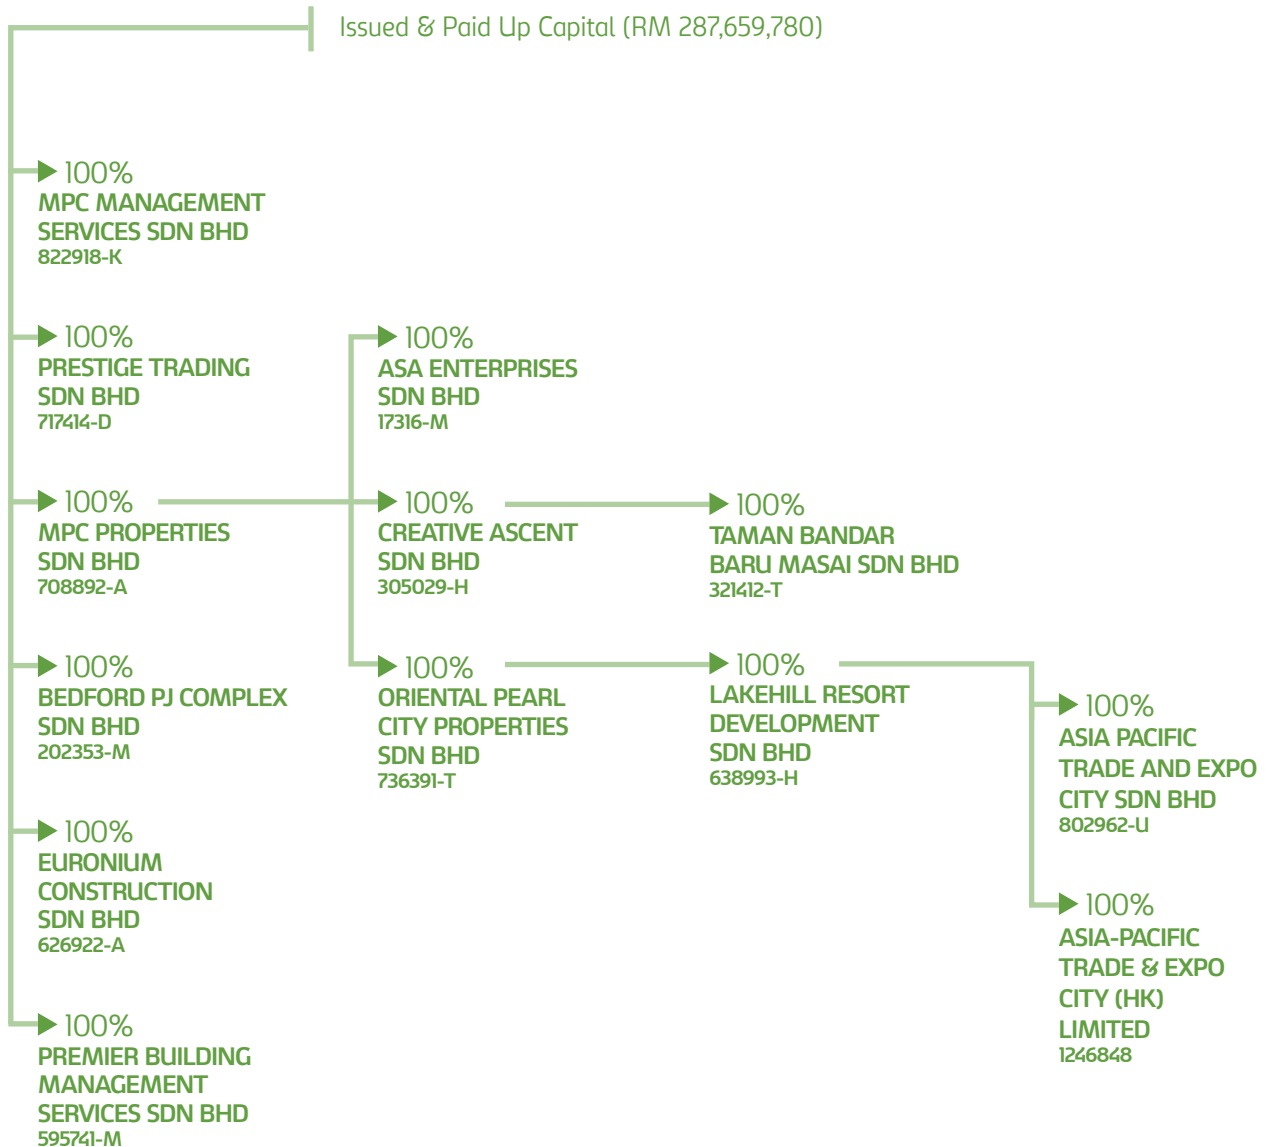 Issued & Paid Up Capital (RM 287,659,780)
100%
MPC MANAGEMENT
SERVICES SDN BHD
822918-K
100%
PRESTIGE TRADING
SDN BHD
717414-D
100%
ASA ENTERPRISES
SDN BHD
17316-M
100%
MPC PROPERTIES
SDN BHD
708892-A
100%
CREATIVE ASCENT
SDN BHD
305029-H
100%
TAMAN BANDAR
BARU MASAI SDN BHD
321412-T
100%
BEDFORD PJ COMPLEX
SDN BHD
202353-M
100%
ORIENTAL PEARL
CITY PROPERTIES
SDN BHD
736391-T
100%
LAKEHILL RESORT
DEVELOPMENT
SDN BHD
638993-H
100%
ASIA PACIFIC
TRADE AND EXPO
CITY SDN BHD
802962-U
100%
ASIA-PACIFIC
TRADE & EXPO
CITY (HK)
LIMITED
1246848
100%
EURONIUM
CONSTRUCTION
SDN BHD
626922-A
100%
PREMIER BUILDING
MANAGEMENT
SERVICES SDN BHD
595741-M